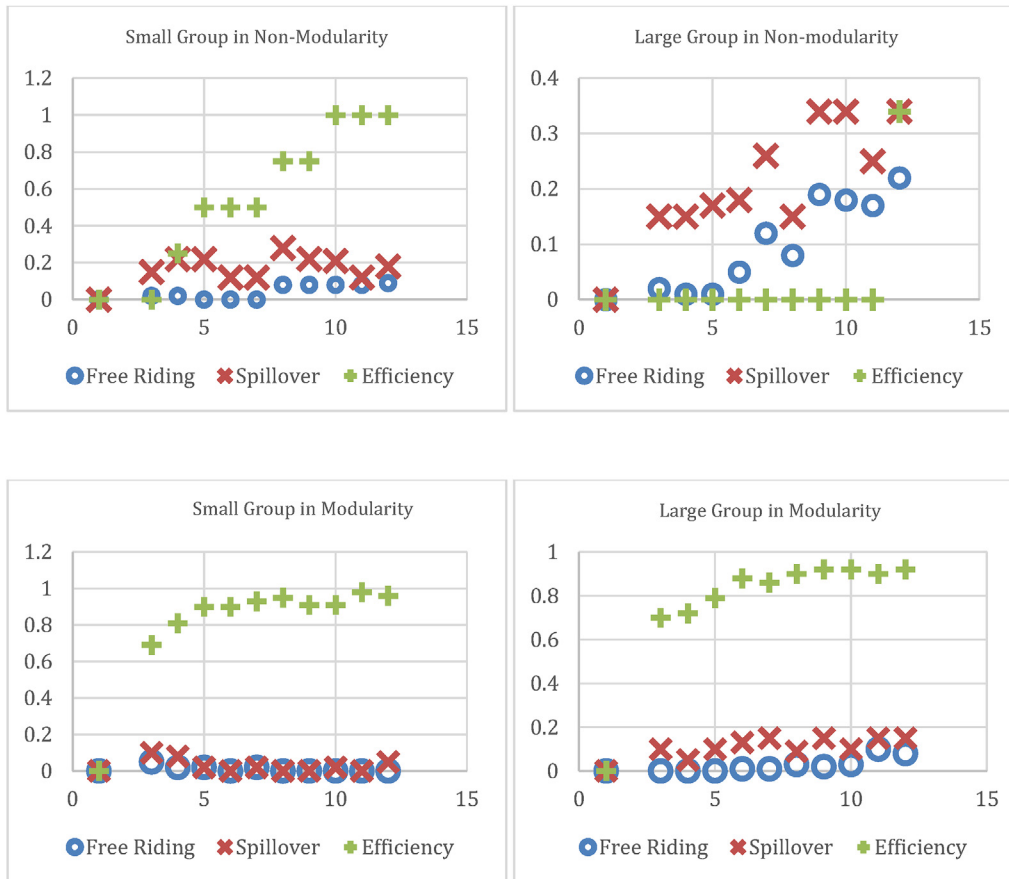 Small Group in Non-Modularity
1.2
1
0.8
0.6
0.4
0.2
0
0 5 10 15
Free Riding Spillover Efficiency
Large Group in Non-modularity
0.4
0.3
0.2
0.1
0
0 5 10 15
Free Riding Spillover Efficiency
Small Group in Modularity
1.2
1
0.8
0.6
0.4
0.2
0
0 5 10 15
Free Riding Spillover Efficiency
Large Group in Modularity
1
0.8
0.6
0.4
0.2
0
0 5 10 15
Free Riding Spillover Efficiency